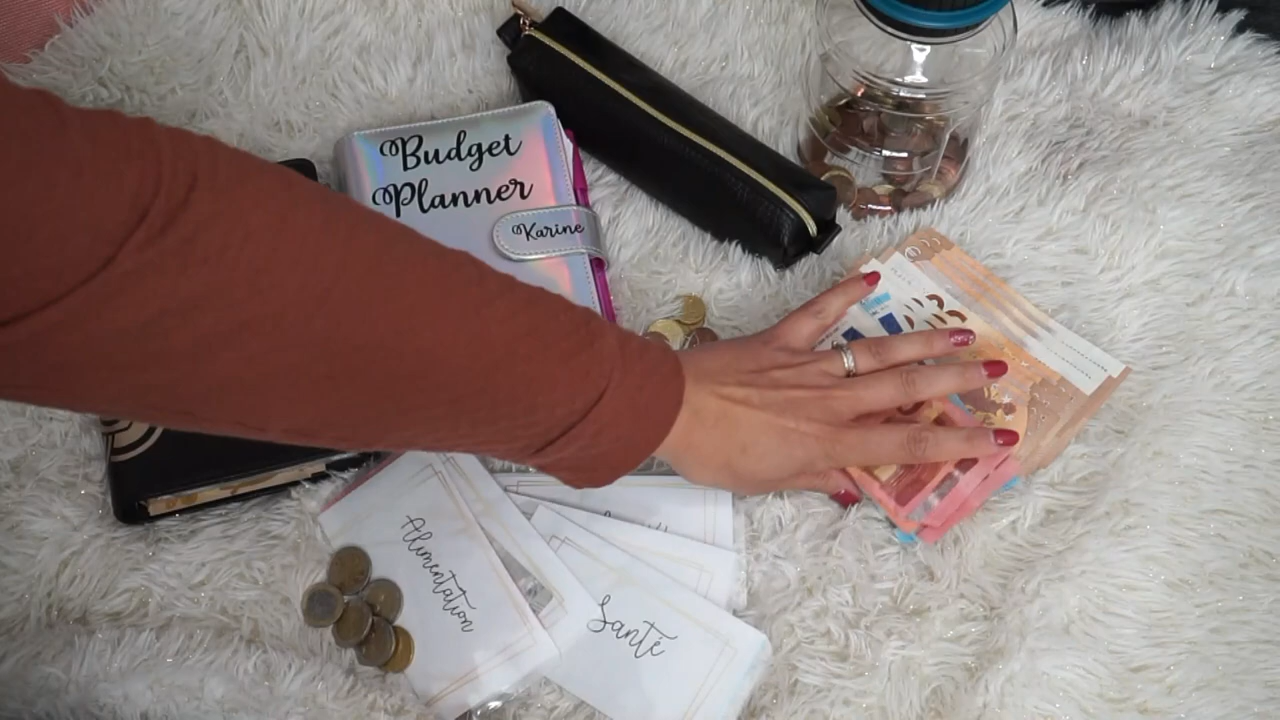 Budget
Planner
Karine
Alimentation
Santé